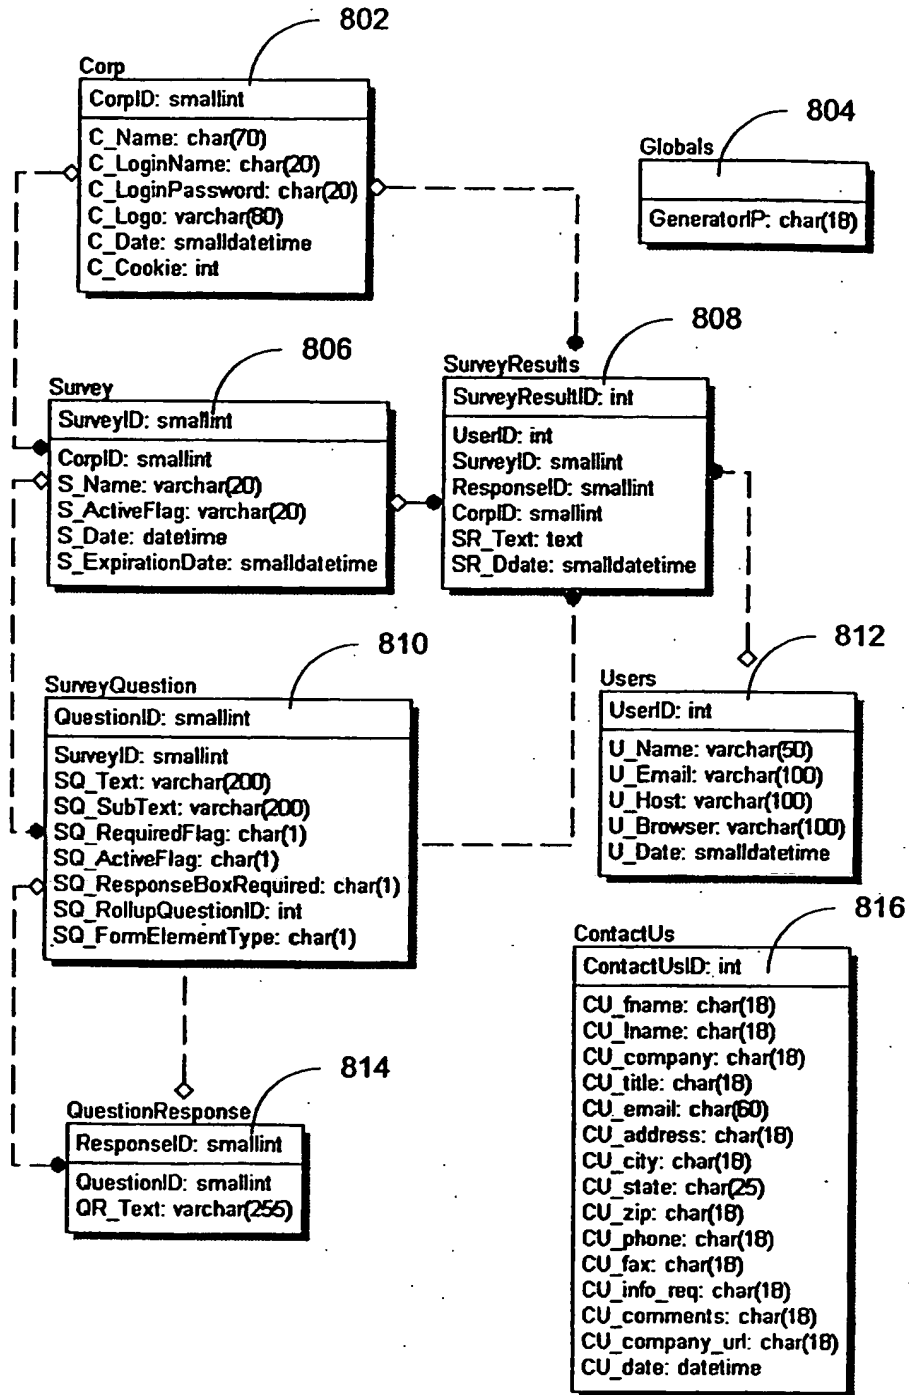 802
Corp
CorpID: smallint
C_Name: char(70)
C_LoginName: char(20)
C_LoginPassword: char(20)
C_Logo: varchar(80)
C_Date: smalldatetime
C_Cookie: int
804
Globals
GeneratorIP: char(18)
806
Survey
SurveyID: smallint
CorpID: smallint
S_Name: varchar(20)
S_ActiveFlag: varchar(20)
S_Date: datetime
S_ExpirationDate: smalldatetime
808
SurveyResults
SurveyResultID: int
UserID: int
SurveyID: smallint
ResponseID: smallint
CorpID: smallint
SR_Text: text
SR_Ddate: smalldatetime
810
SurveyQuestion
QuestionID: smallint
SurveyID: smallint
SQ_Text: varchar(200)
SQ_SubText: varchar(200)
SQ_RequiredFlag: char(1)
SQ_ActiveFlag: char(1)
SQ_ResponseBoxRequired: char(1)
SQ_RollupQuestionID: int
SQ_FormElementType: char(1)
812
Users
UserID: int
U_Name: varchar(50)
U_Email: varchar(100)
U_Host: varchar(100)
U_Browser: varchar(100)
U_Date: smalldatetime
814
QuestionResponse
ResponseID: smallint
QuestionID: smallint
QR_Text: varchar(255)
816
ContactUs
ContactUsID: int
CU_fname: char(18)
CU_lname: char(18)
CU_company: char(18)
CU_title: char(18)
CU_email: char(60)
CU_address: char(18)
CU_city: char(18)
CU_state: char(25)
CU_zip: char(18)
CU_phone: char(18)
CU_fax: char(18)
CU_info_req: char(18)
CU_comments: char(18)
CU_company_url: char(18)
CU_date: datetime